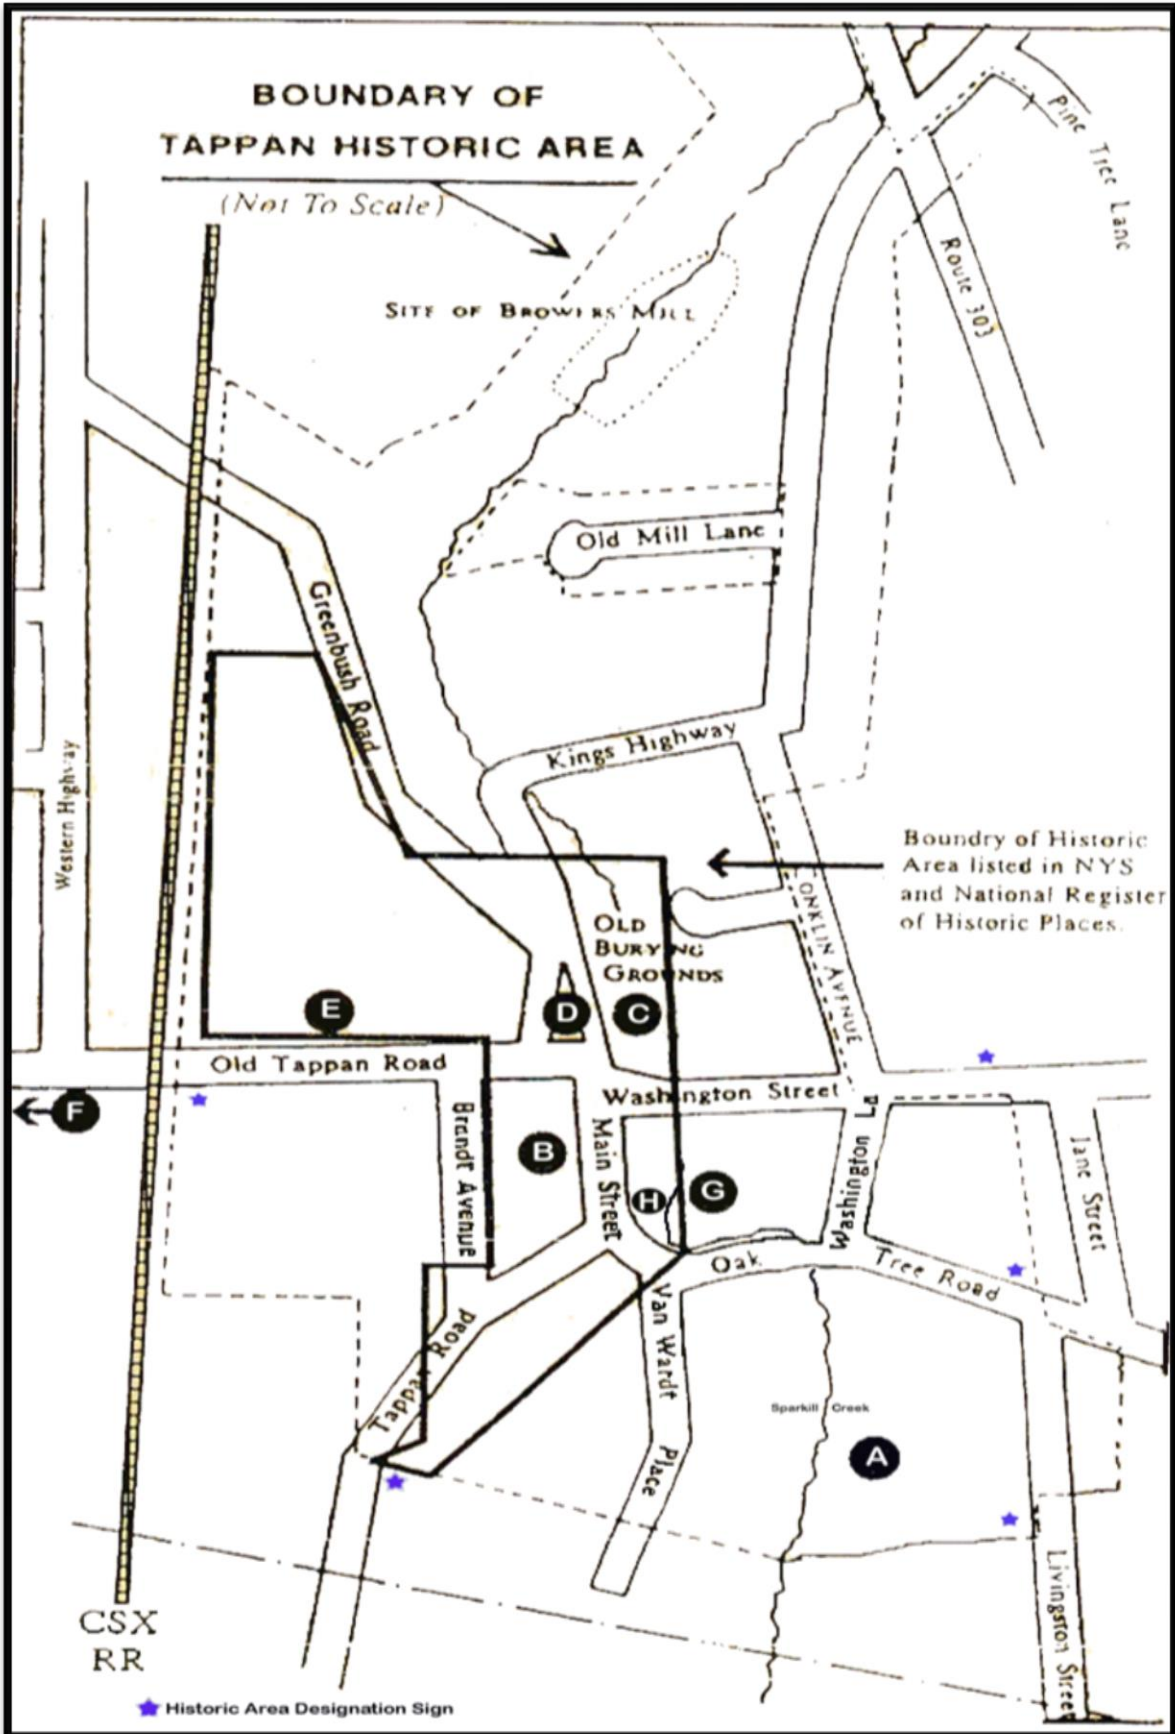 BOUNDARY OF
TAPPAN HISTORIC AREA
(Not To Scale)
Pine Tree Lane
Route 303
SITE OF BROWERS MILL
Old Mill Lane
Greenbush Road
Kings Highway
Western Highway
Boundry of Historic
Area listed in NYS
and National Register
of Historic Places.
OLD
BURYING
GROUNDS
ONKLIN AVENUE
E
D
C
Old Tappan Road
Washington Street
F
Brandt Avenue
B
Main Street
H
G
Washington Ld
Jane Street
Oak Tree Road
Van Wardt Place
Tappan Road
Sparkill Creek
A
Livingston Street
CSX
RR
Historic Area Designation Sign